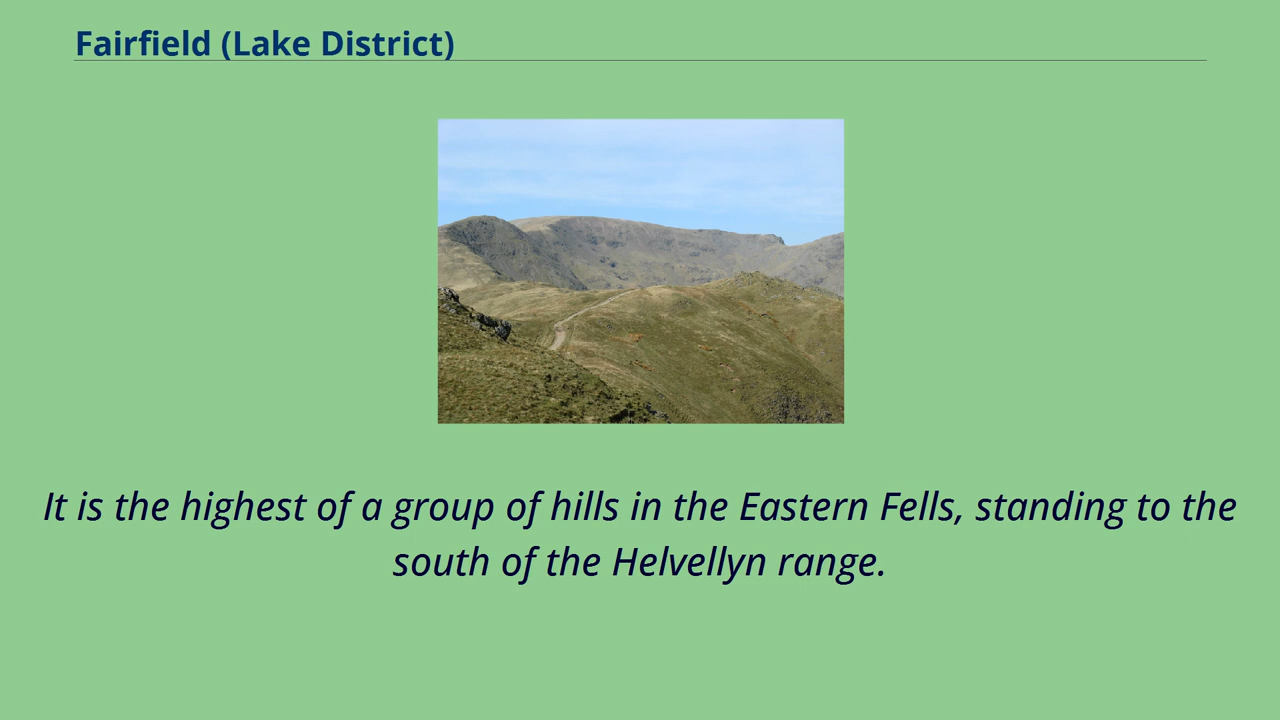 Fairfield (Lake District)
It is the highest of a group of hills in the Eastern Fells, standing to the
south of the Helvellyn range.